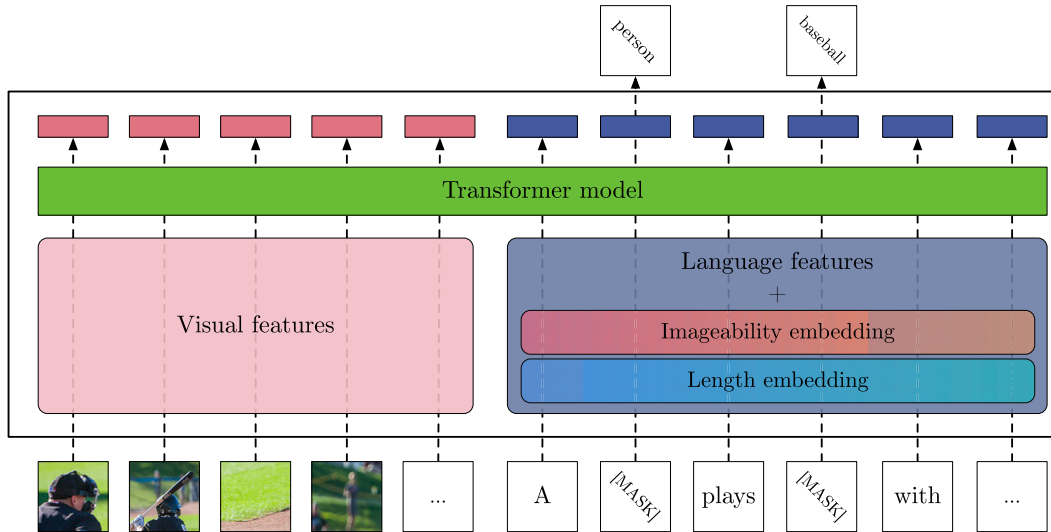 person
baseball
Transformer model
Visual features
Language features
+
Imageability embedding
Length embedding
...
A
[MASK]
plays
[MASK]
with
...